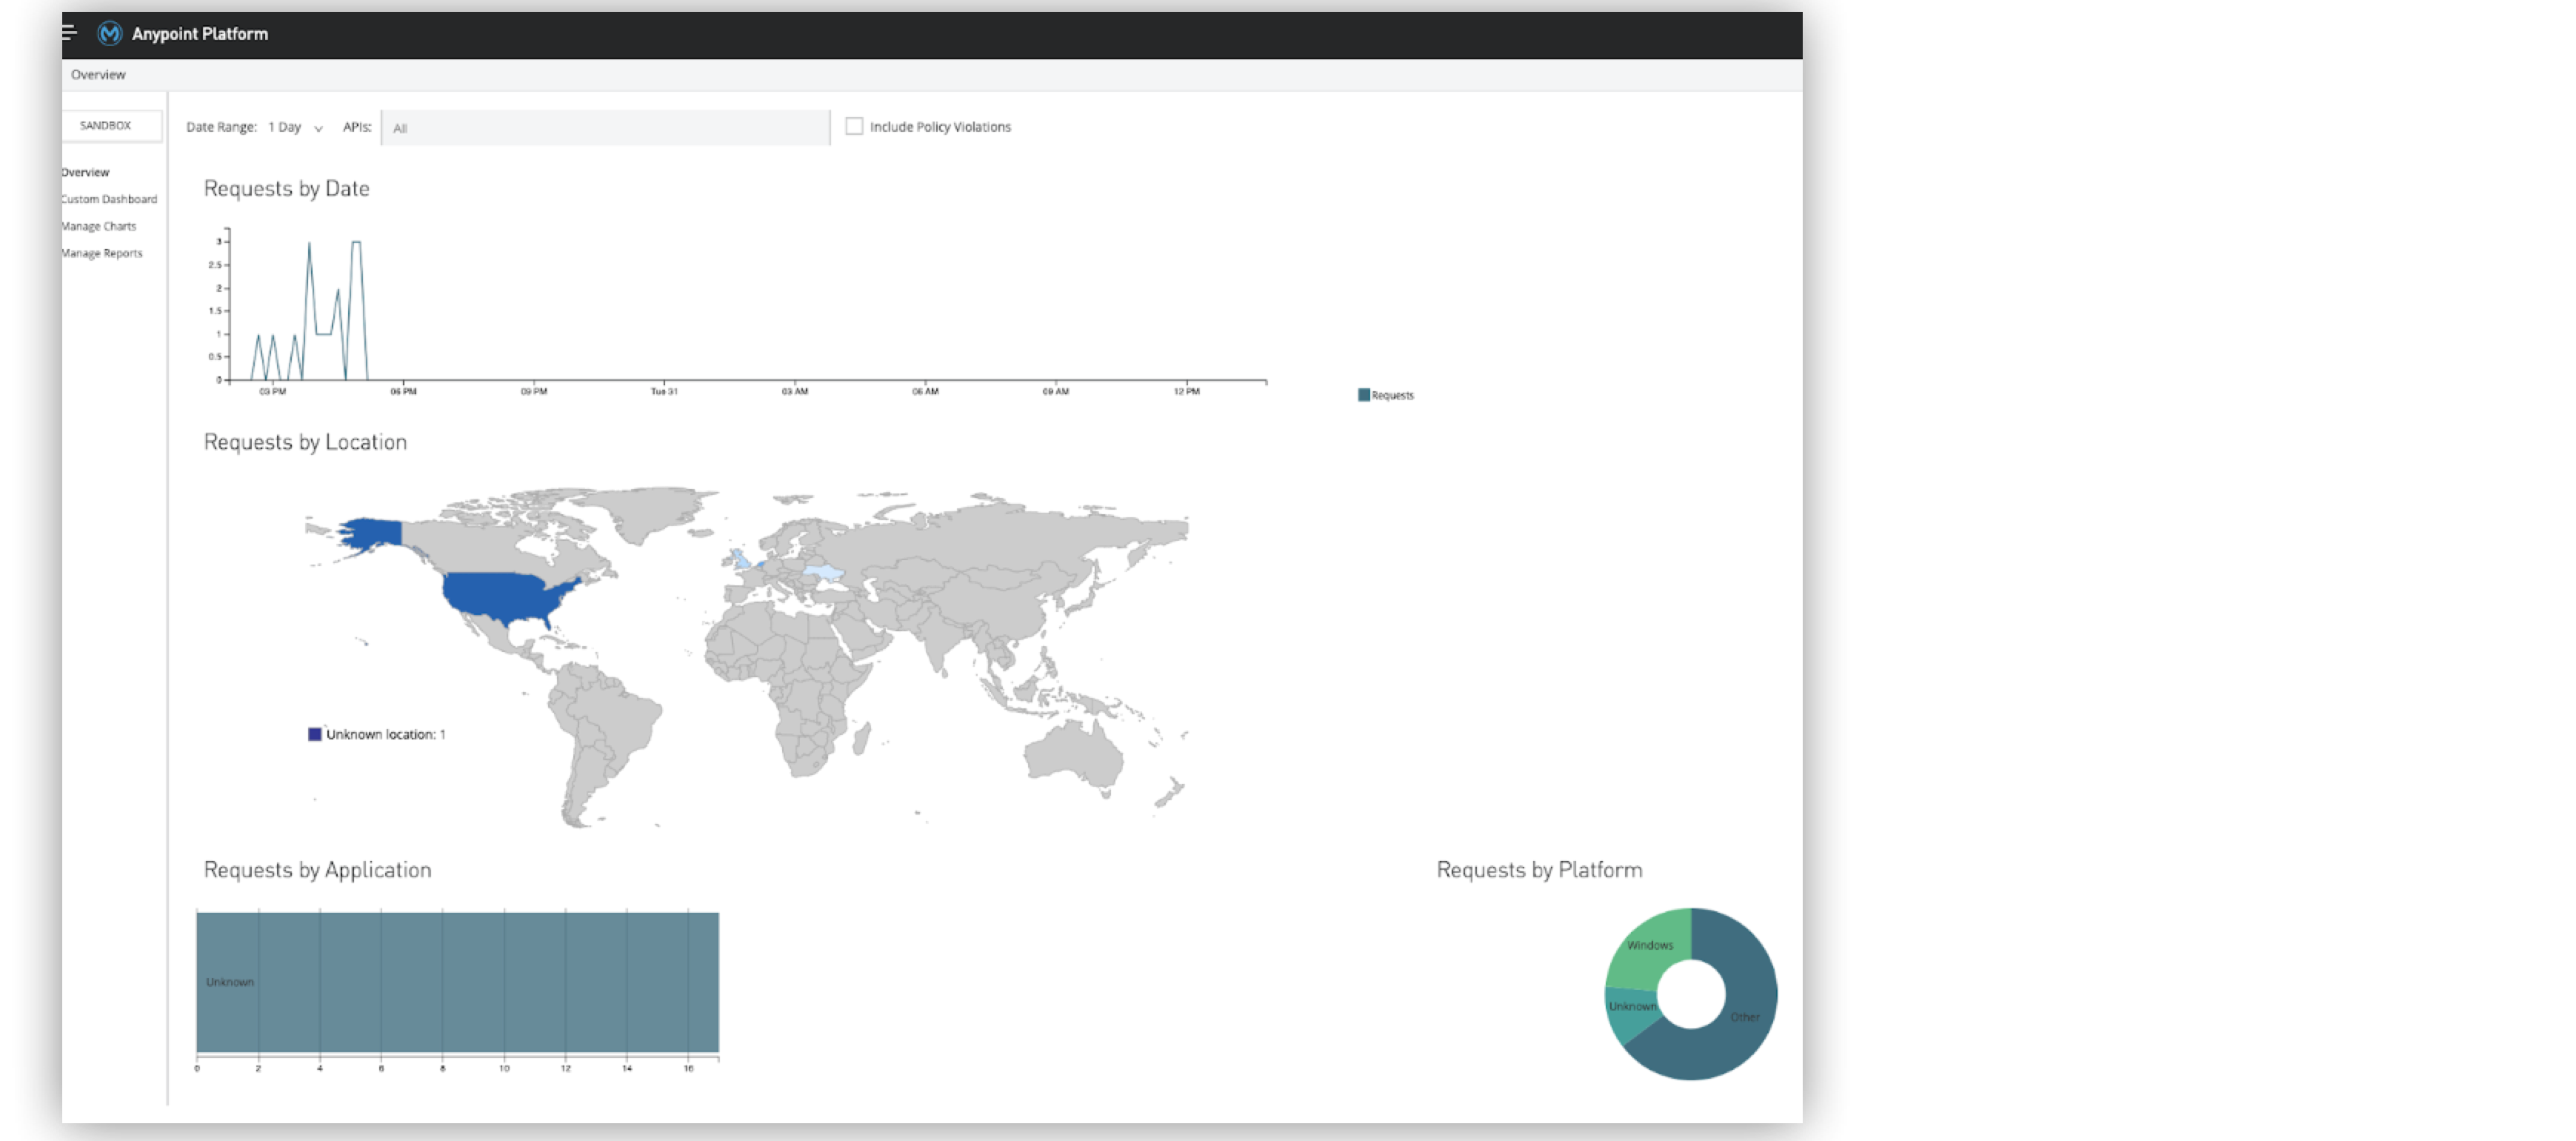 Anypoint Platform
Overview
SANDBOX
Overview
Custom Dashboard
Manage Charts
Manage Reports
Date Range: 1 Day APIs: All Include Policy Violations
Requests by Date
3
2.5
2
1.5
1
0.5
0
03 PM 06 PM 09 PM Tue 31 03 AM 06 AM 09 AM 12 PM
Requests
Requests by Location
Unknown location: 1
Requests by Application
Unknown
0 2 4 6 8 10 12 14 16
Requests by Platform
Windows
Unknown
Other